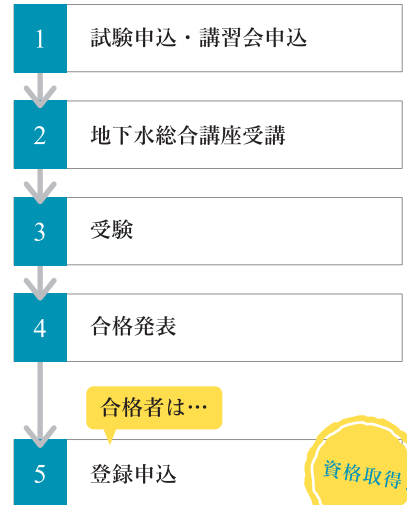 1 試験申込・講習会申込
2 地下水総合講座受講
3 受験
4 合格発表
合格者は…
5 登録申込
資格取得